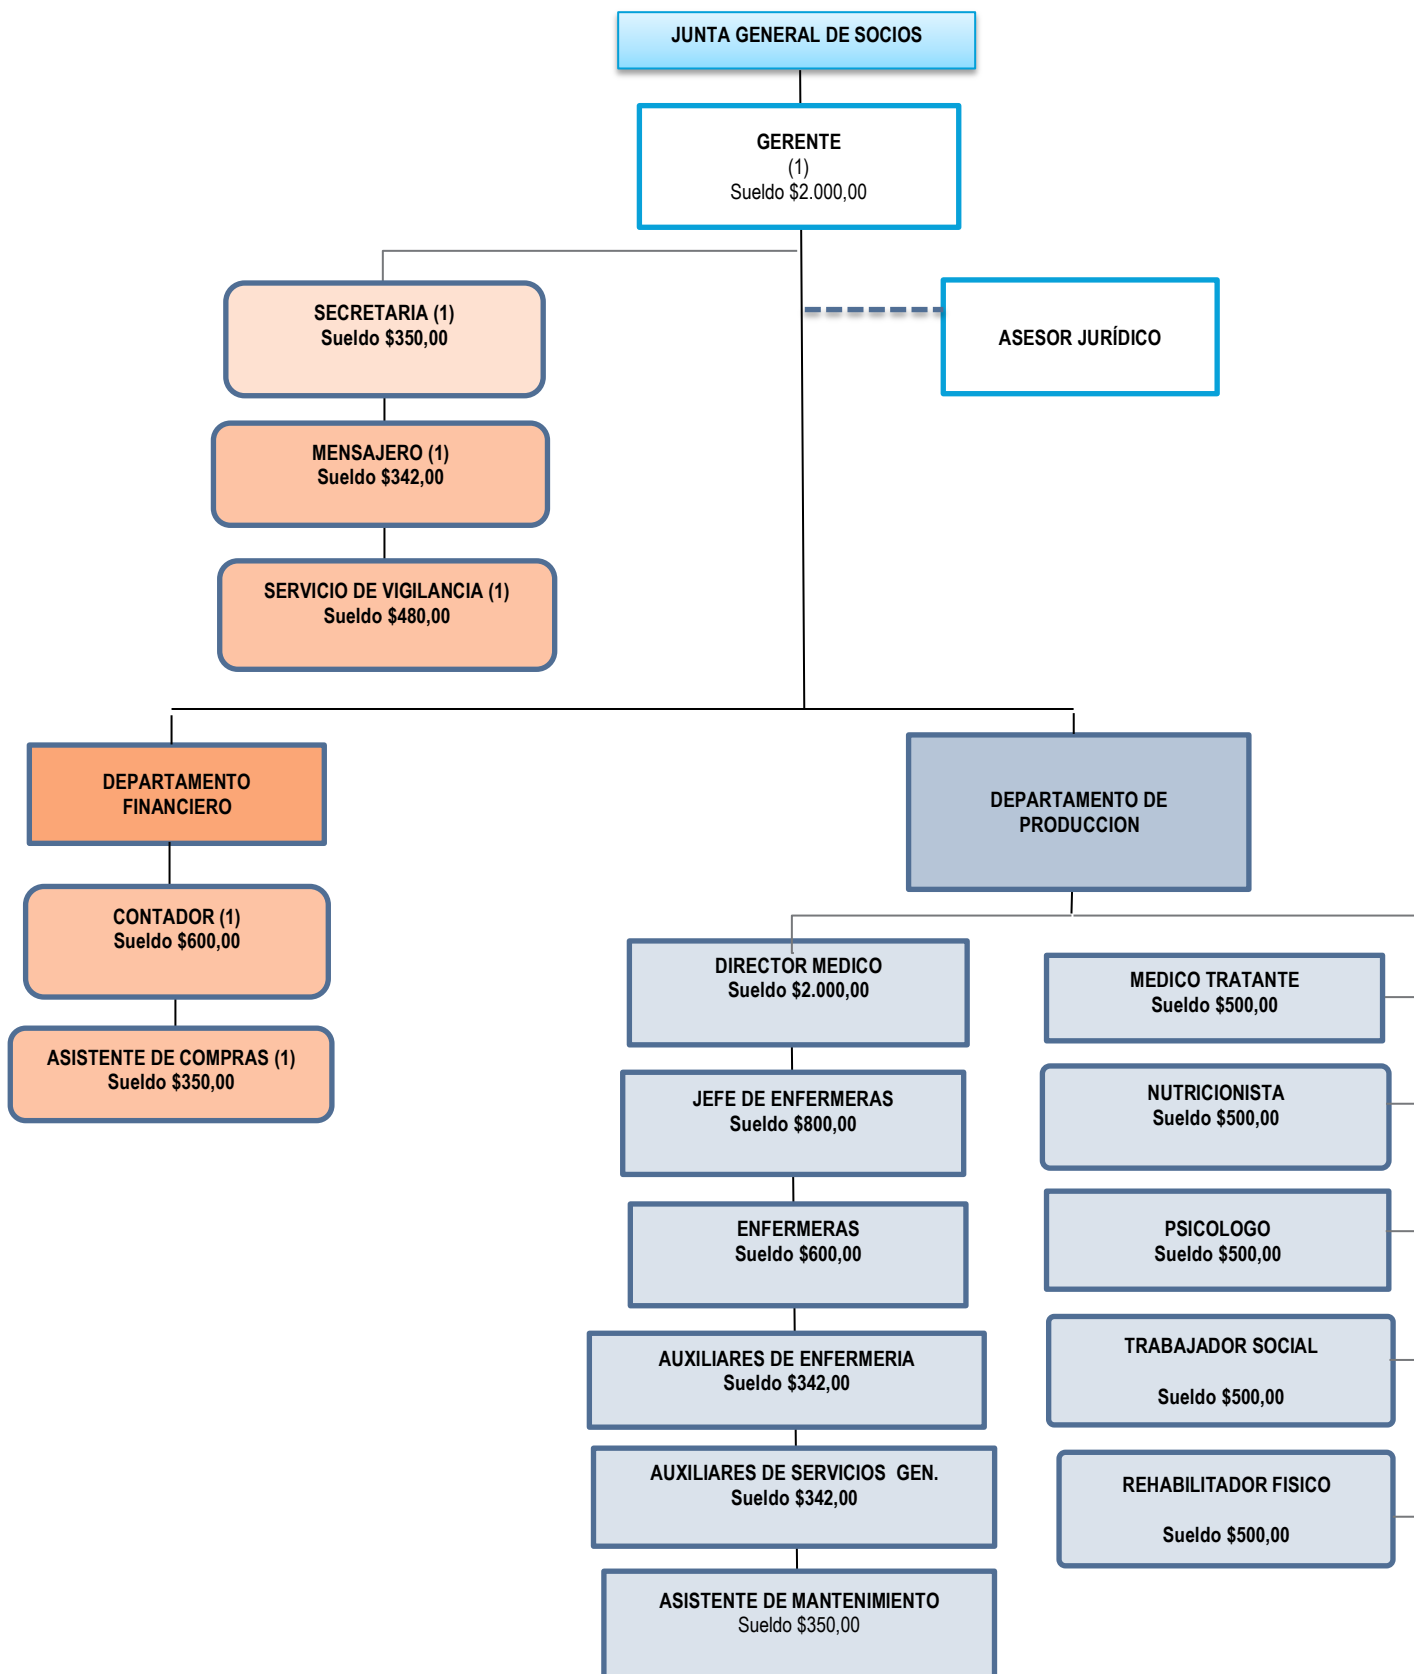 JUNTA GENERAL DE SOCIOS
GERENTE
(1)
Sueldo $2.000,00
SECRETARIA (1)
Sueldo $350,00
ASESOR JURÍDICO
MENSAJERO (1)
Sueldo $342,00
SERVICIO DE VIGILANCIA (1)
Sueldo $480,00
DEPARTAMENTO
FINANCIERO
DEPARTAMENTO DE
PRODUCCION
CONTADOR (1)
Sueldo $600,00
ASISTENTE DE COMPRAS (1)
Sueldo $350,00
DIRECTOR MEDICO
Sueldo $2.000,00
JEFE DE ENFERMERAS
Sueldo $800,00
ENFERMERAS
Sueldo $600,00
AUXILIARES DE ENFERMERIA
Sueldo $342,00
AUXILIARES DE SERVICIOS  GEN.
Sueldo $342,00
ASISTENTE DE MANTENIMIENTO
Sueldo $350,00
MEDICO TRATANTE
Sueldo $500,00
NUTRICIONISTA
Sueldo $500,00
PSICOLOGO
Sueldo $500,00
TRABAJADOR SOCIAL
Sueldo $500,00
REHABILITADOR FISICO
Sueldo $500,00